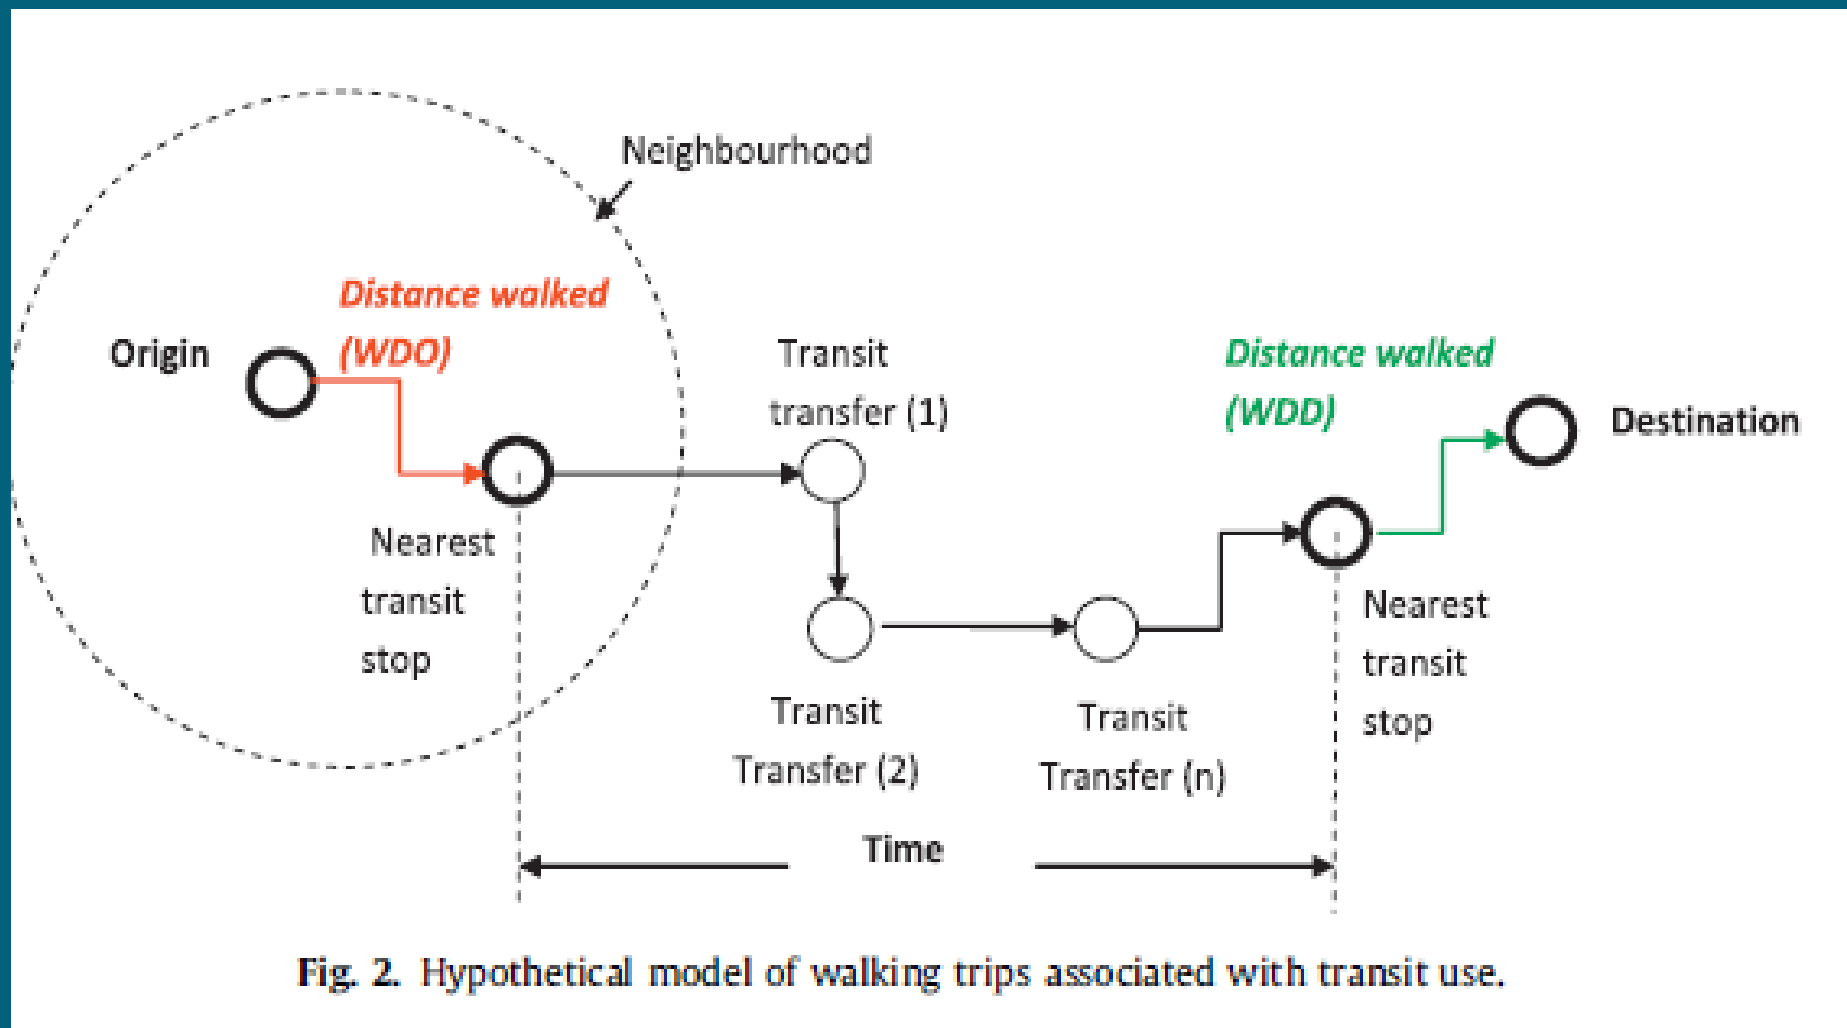 Neighbourhood
Distance walked
(WDO)
Origin
Transit
transfer (1)
Distance walked
(WDD)
Destination
Nearest
transit
stop
Nearest
transit
stop
Transit
Transfer (2)
Transit
Transfer (n)
Time
Fig. 2. Hypothetical model of walking trips associated with transit use.